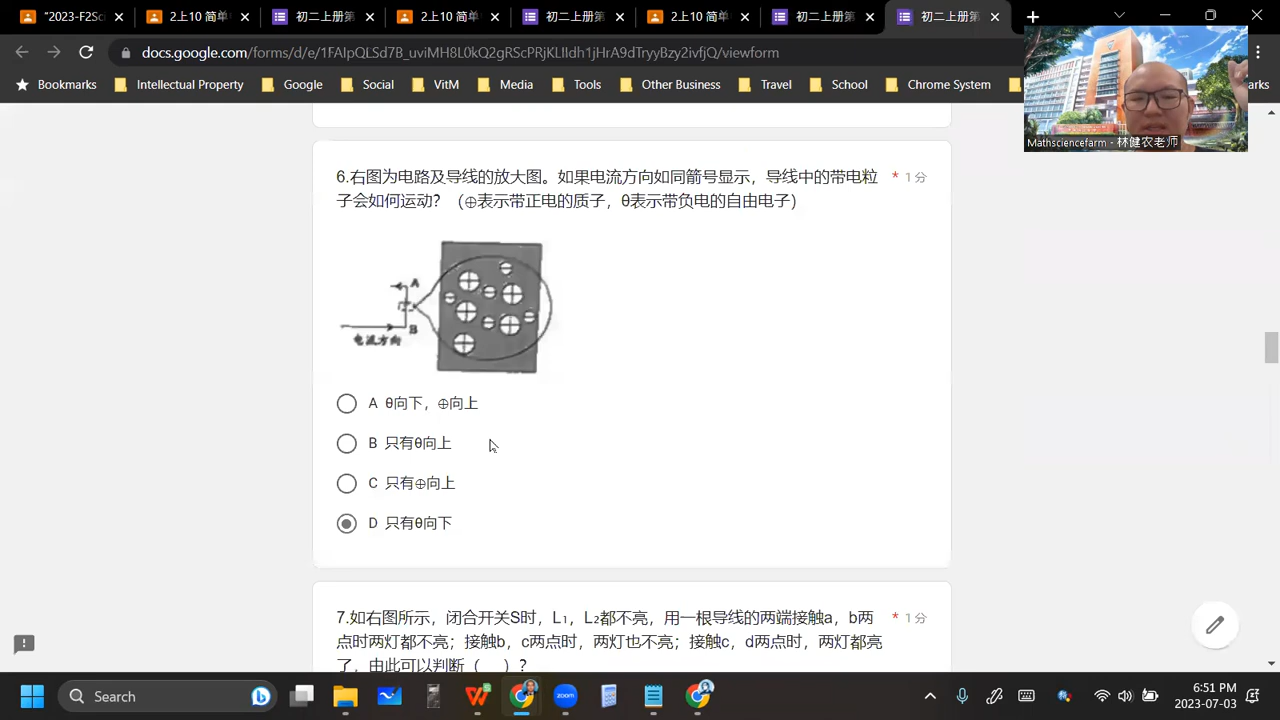 "2023-F2Sc
2上10 简单
初二上册第
2上10 简单
初二上册第
2上10 简单
初二上册第
初二上册第
Bookmarks
Intellectual Property
Google
VitM
Media
Tools
Other Business
Travel
School
Chrome System
Mathsciencefarm - 林健农老师
6.右图为电路及导线的放大图。如果电流方向如同箭号显示，导线中的带电粒
子会如何运动？（⊕表示带正电的质子，θ表示带负电的自由电子）
* 1 分
A
B
电流方向
A θ向下，⊕向上
B 只有θ向上
C 只有⊕向上
D 只有θ向下
7.如右图所示，闭合开关S时，L₁，L₂都不亮，用一根导线的两端接触a，b两
点时两灯都不亮；接触b，c两点时，两灯也不亮；接触c，d两点时，两灯都亮
了，由此可以判断（ ）?
* 1 分
Search
zoom
6:51 PM
2023-07-03